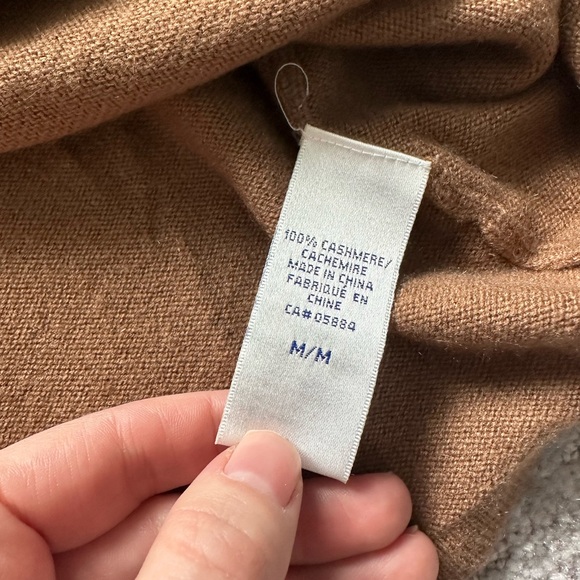 100% CASHMERE/
CACHEMIRE
MADE IN CHINA
FABRIQUÉ EN
CHINE
CA#05884
M/M